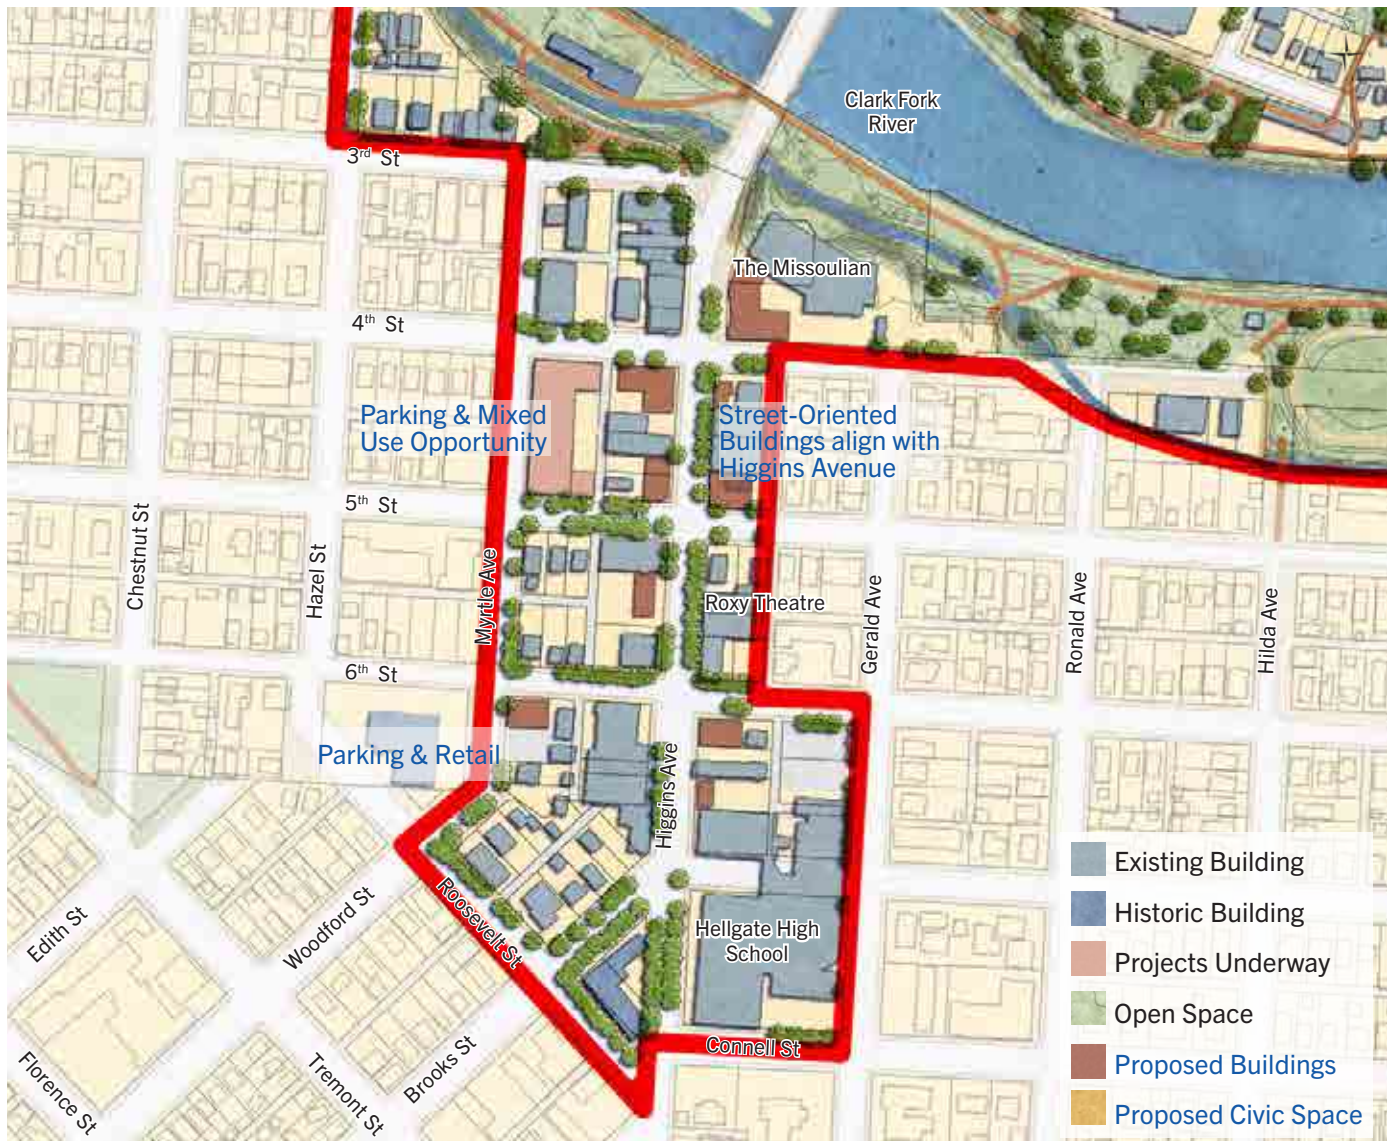 Clark Fork
River
3rd St
The Missoulian
4th St
Parking & Mixed
Use Opportunity
Street-Oriented
Buildings align with
Higgins Avenue
5th St
Chestnut St
Hazel St
Myrtle Ave
Roxy Theatre
Gerald Ave
Ronald Ave
Hilda Ave
6th St
Parking & Retail
Higgins Ave
Roosevelt St
Woodford St
Edith St
Hellgate High
School
Connell St
Brooks St
Tremont St
Florence St
Existing Building
Historic Building
Projects Underway
Open Space
Proposed Buildings
Proposed Civic Space